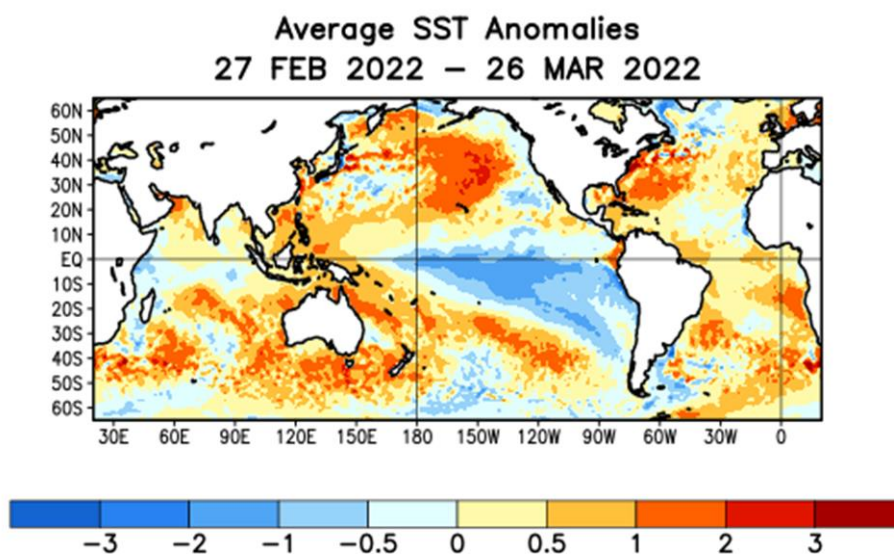 Average SST Anomalies
27 FEB 2022 – 26 MAR 2022
60N
50N
40N
30N
20N
10N
EQ
10S
20S
30S
40S
50S
60S
30E 60E 90E 120E 150E 180 150W 120W 90W 60W 30W 0
-3 -2 -1 -0.5 0 0.5 1 2 3